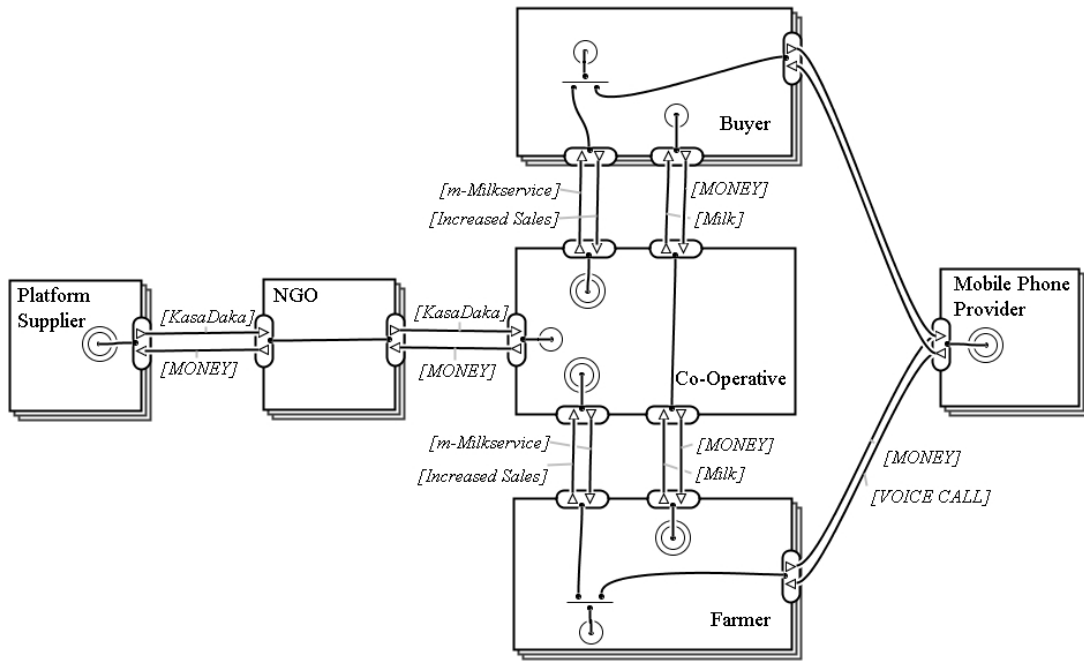 Buyer
[m-Milkservice]
[MONEY]
[Increased Sales]
[Milk]
Platform
Supplier
NGO
[KasaDaka]
[MONEY]
[KasaDaka]
[MONEY]
Mobile Phone
Provider
Co-Operative
[m-Milkservice]
[MONEY]
[Increased Sales]
[Milk]
[MONEY]
[VOICE CALL]
Farmer